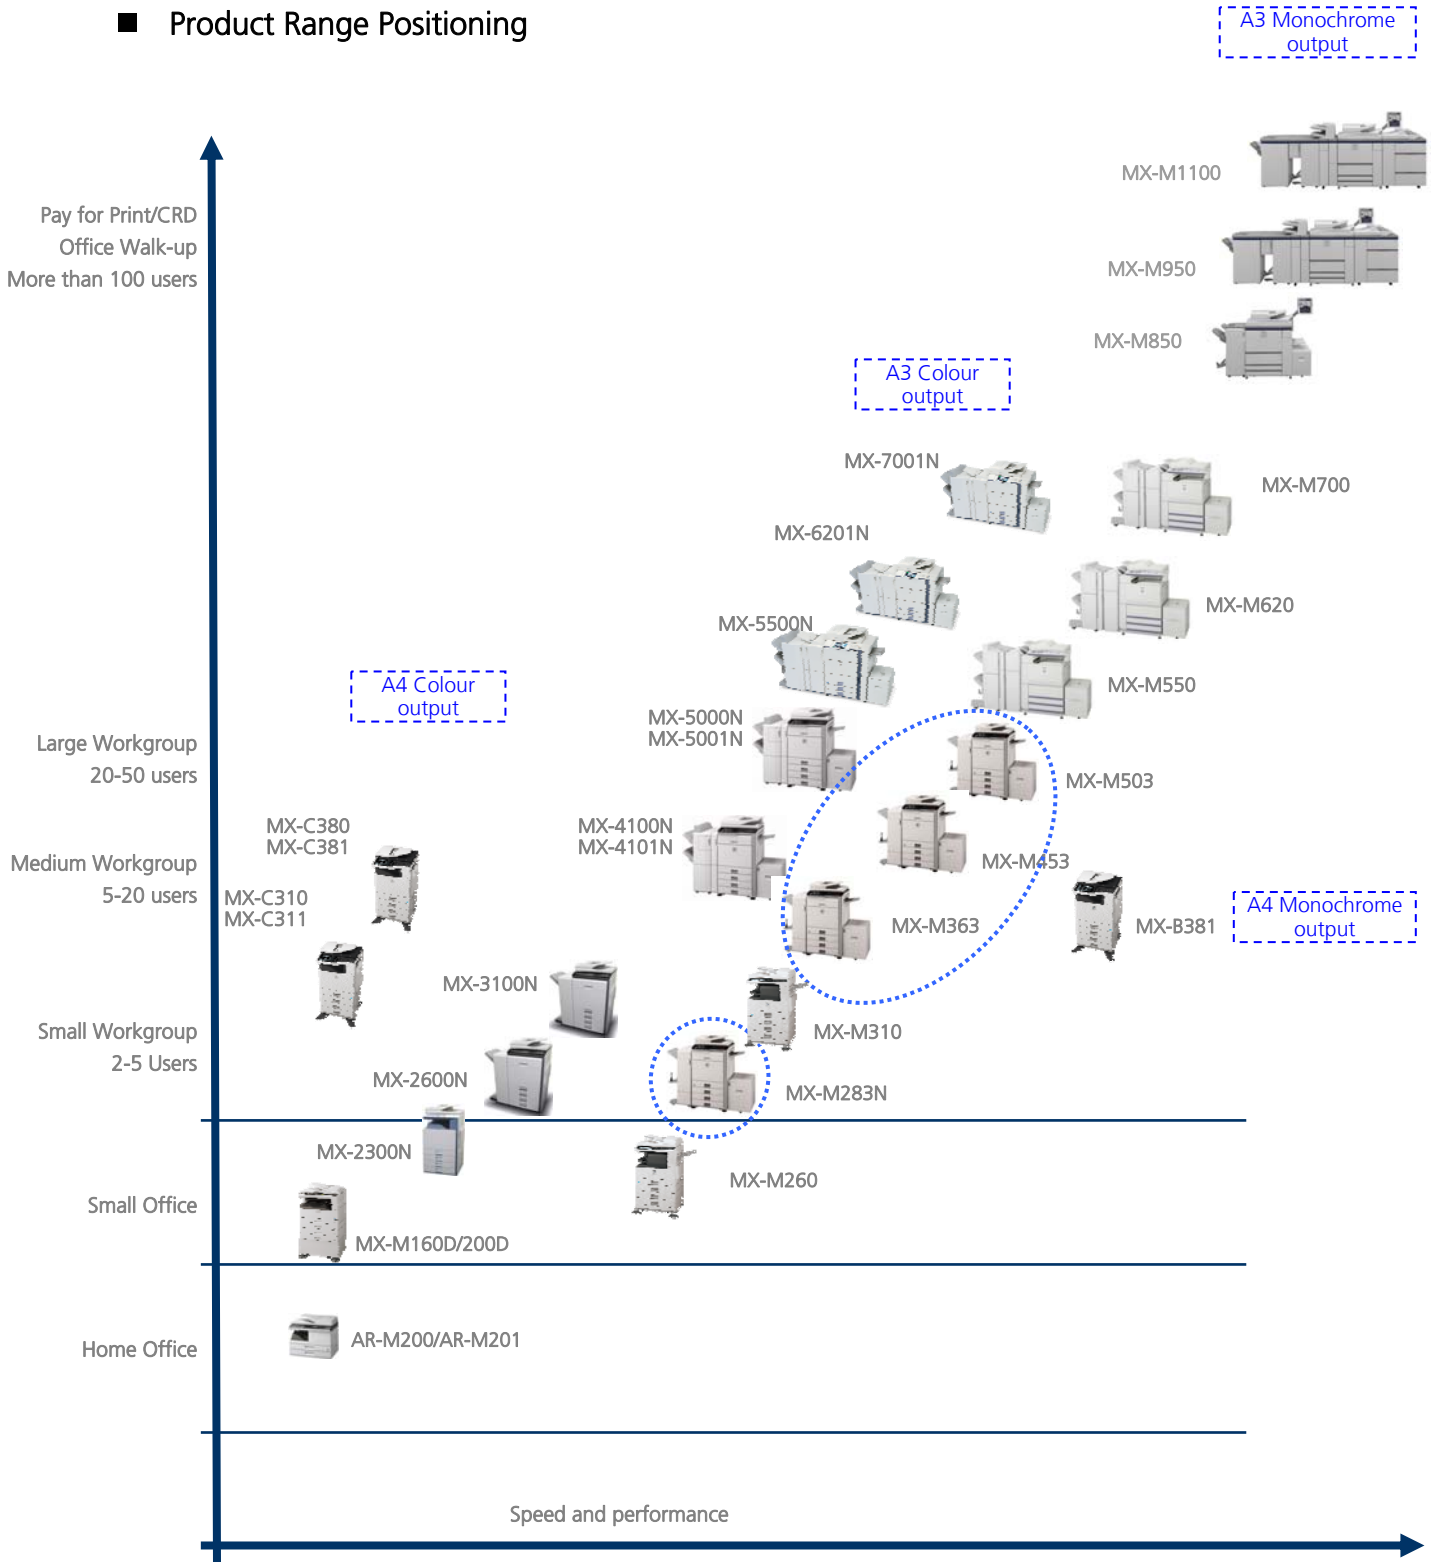 Product Range Positioning
A3 Monochrome
output
MX-M1100
Pay for Print/CRD
Office Walk-up
More than 100 users
MX-M950
MX-M850
A3 Colour
output
MX-7001N
MX-M700
MX-6201N
MX-M620
MX-5500N
A4 Colour
output
MX-M550
MX-5000N
MX-5001N
Large Workgroup
20-50 users
MX-M503
MX-C380
MX-C381
MX-4100N
MX-4101N
Medium Workgroup
5-20 users
MX-M453
MX-C310
MX-C311
MX-M363
MX-B381
A4 Monochrome
output
MX-3100N
Small Workgroup
2-5 Users
MX-M310
MX-2600N
MX-M283N
MX-2300N
MX-M260
Small Office
MX-M160D/200D
Home Office
AR-M200/AR-M201
Speed and performance